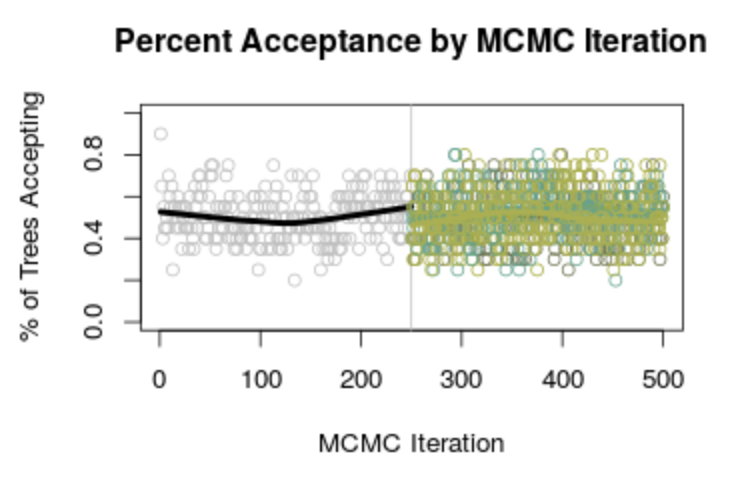 Percent Acceptance by MCMC Iteration
% of Trees Accepting
0.8
0.4
0.0
0 100 200 300 400 500
MCMC Iteration